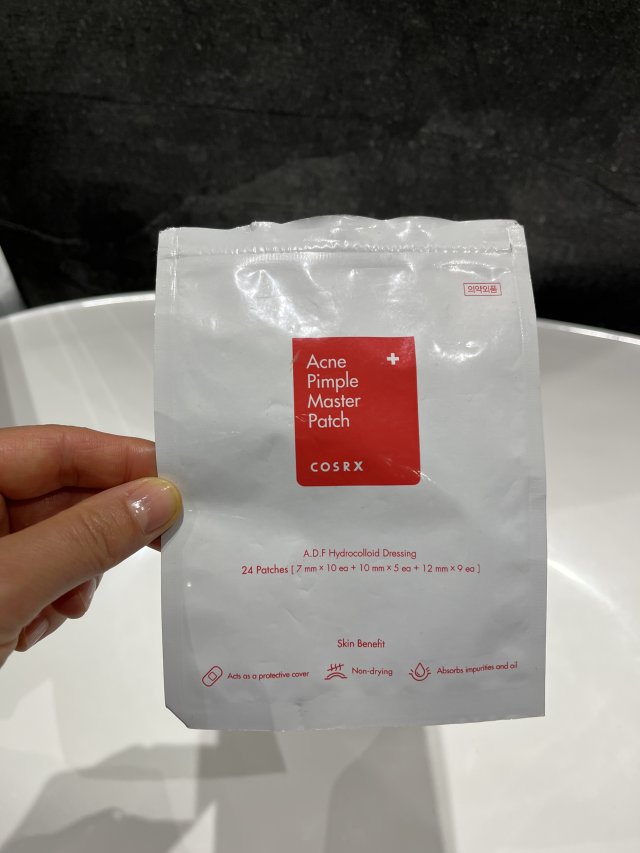 의약외품
Acne
Pimple
Master
Patch
COSRX
A.D.F Hydrocolloid Dressing
24 Patches [ 7 mm × 10 ea + 10 mm × 5 ea + 12 mm × 9 ea ]
Skin Benefit
Acts as a protective cover
Non-drying
Absorbs impurities and oil